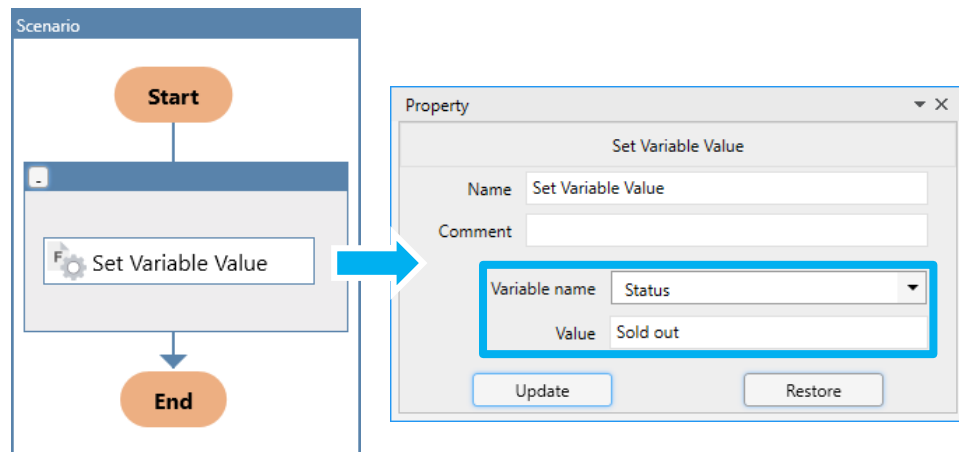 Scenario
Start
-
F Set Variable Value
End
Property
Set Variable Value
Name Set Variable Value
Comment
Variable name Status
Value Sold out
Update Restore